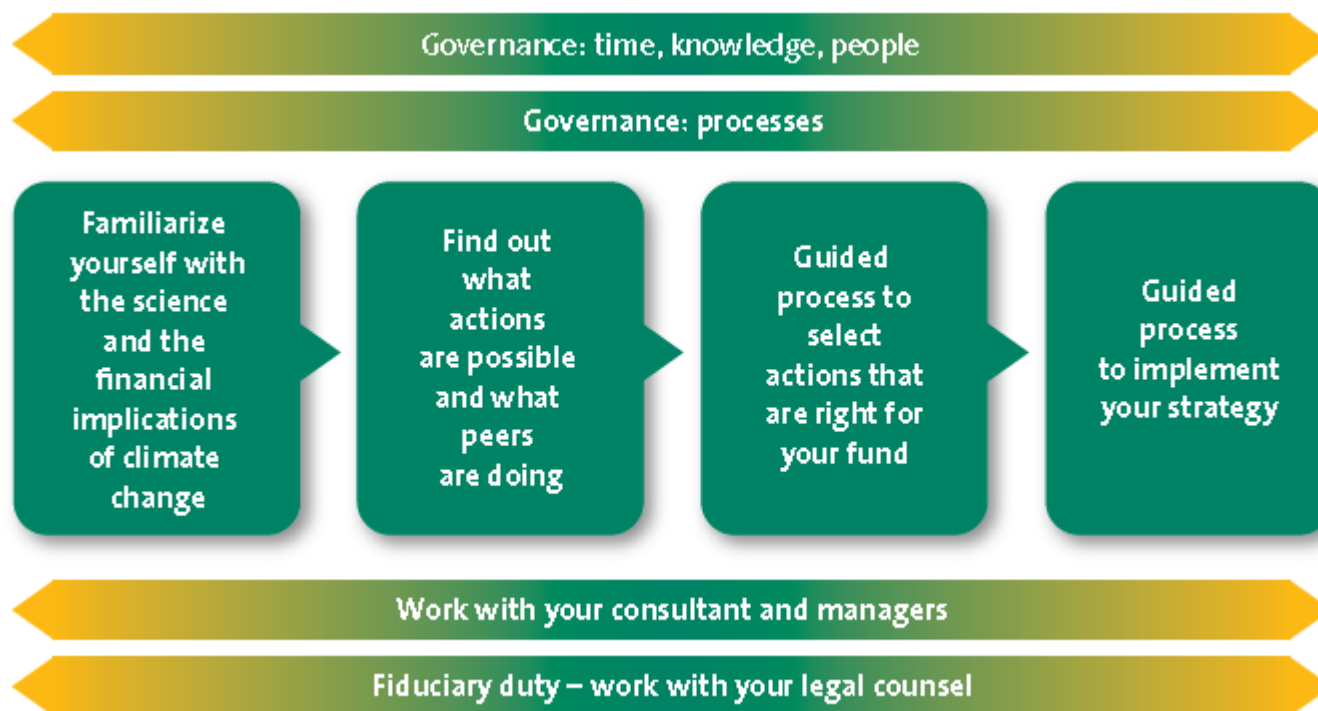 Governance: time, knowledge, people
Governance: processes
Familiarize
yourself with
the science
and the
financial
implications
of climate
change
Find out
what
actions
are possible
and what
peers
are doing
Guided
process to
select
actions that
are right for
your fund
Guided
process
to implement
your strategy
Work with your consultant and managers
Fiduciary duty – work with your legal counsel